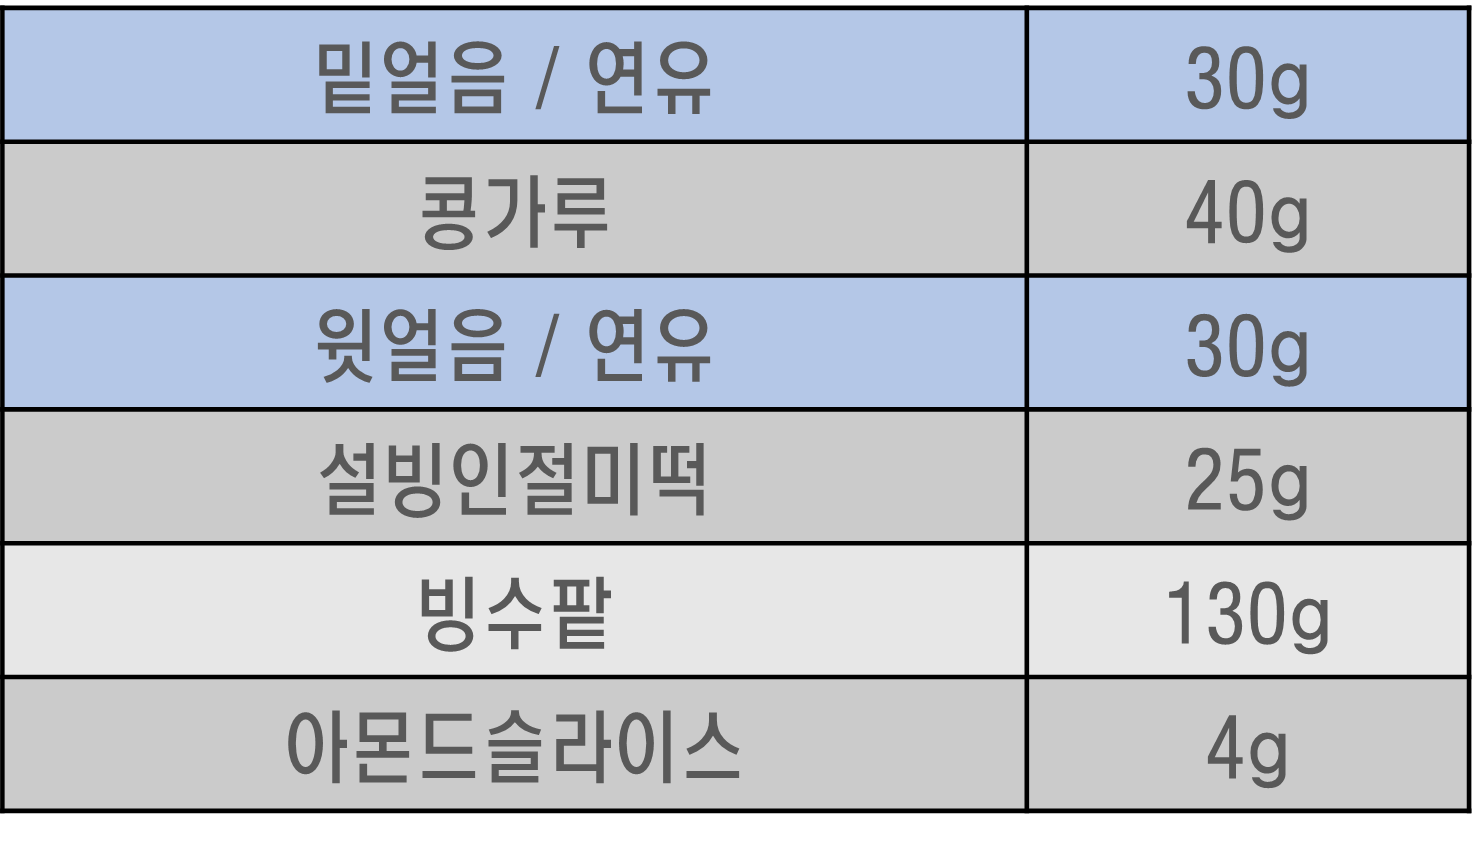 밑얼음 / 연유 30g
콩가루 40g
윗얼음 / 연유 30g
설빙인절미떡 25g
빙수팥 130g
아몬드슬라이스 4g